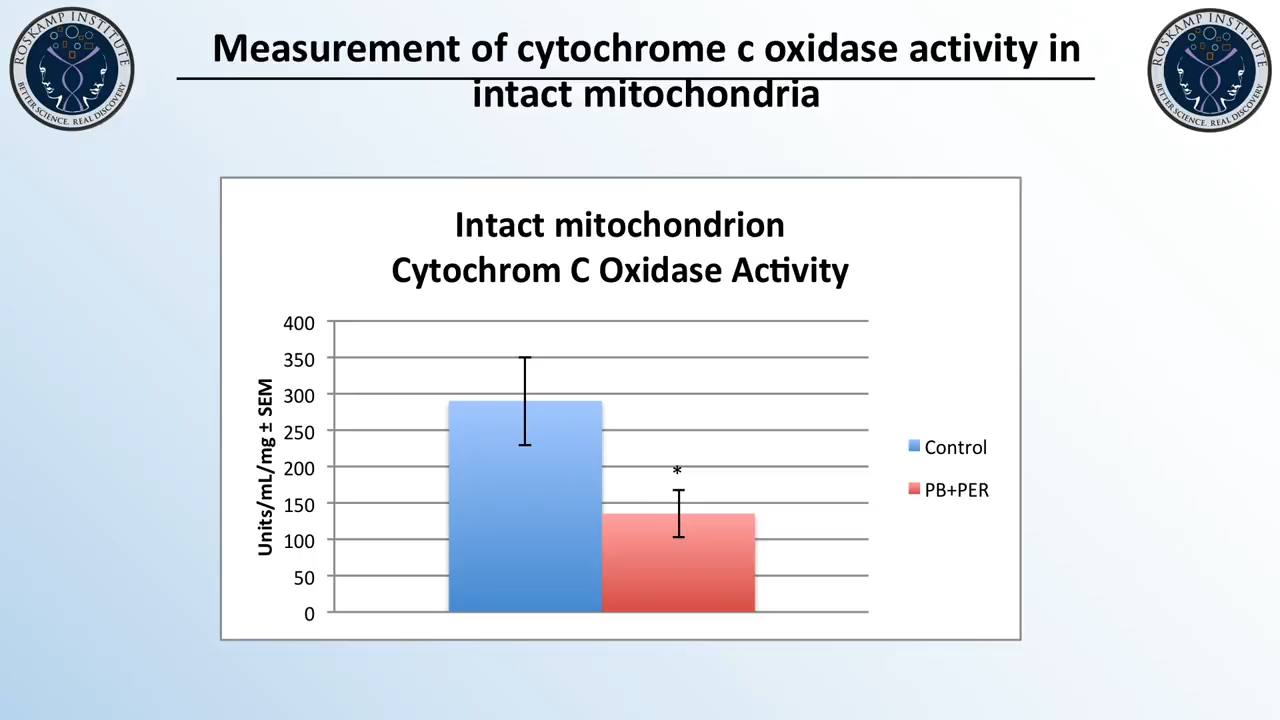 Measurement of cytochrome c oxidase activity in
intact mitochondria
ROSKAMP INSTITUTE
BETTER SCIENCE. REAL DISCOVERY
ROSKAMP INSTITUTE
BETTER SCIENCE. REAL DISCOVERY
Intact mitochondrion
Cytochrom C Oxidase Activity
Units/mL/mg ± SEM
400
350
300
250
200
150
100
50
0
*
Control
PB+PER